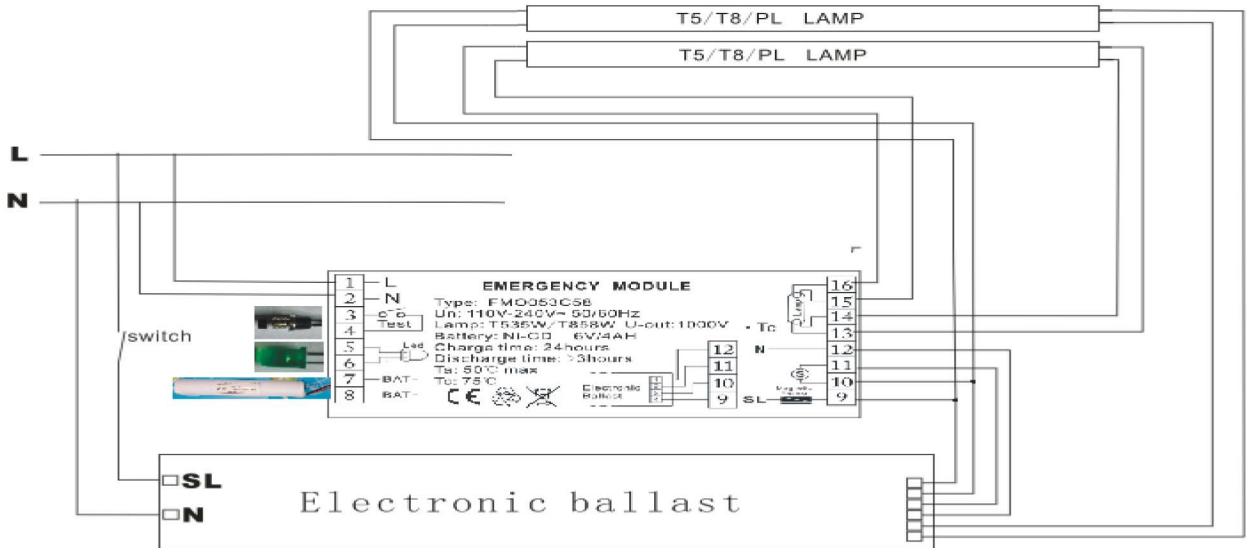 T5/T8/PL LAMP
T5/T8/PL LAMP
L
N
switch
EMERGENCY MODULE
Type: FMO053C58
Un: 110V-240V~ 50/60Hz
Lamp: T535W/T858W U-out: 1000V
Battery: NI-CD 6V/4AH
Charge time: 24hours
Discharge time: >3hours
Ta: 50℃ max
Tc: 75℃
CE
1 L
2 N
3
4
Test
5
6
Led
7 BAT-
8 BAT-
Electronic
Ballast
12
11
10
9
• Tc
Lamp
N
SL
16
15
14
13
12
11
10
9
SL
N
Electronic ballast